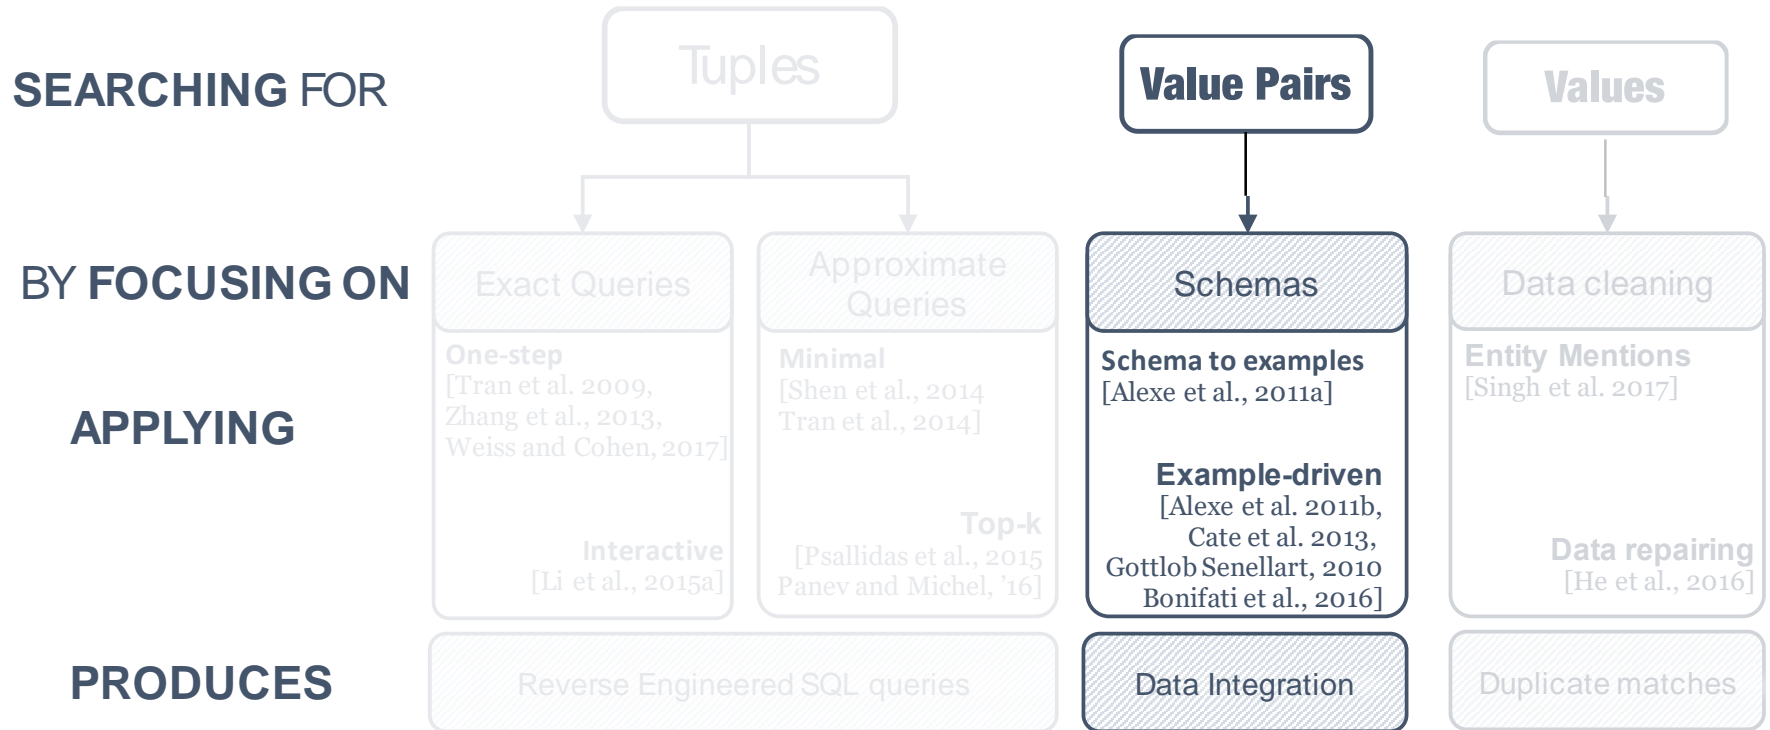 SEARCHING FOR
Tuples
Value Pairs
Values
BY FOCUSING ON
Exact Queries
Approximate
Queries
Schemas
Data cleaning
APPLYING
One-step
[Tran et al. 2009,
Zhang et al., 2013,
Weiss and Cohen, 2017]
Interactive
[Li et al., 2015a]
Minimal
[Shen et al., 2014
Tran et al., 2014]
Top-k
[Psallidas et al., 2015
Panev and Michel, ’16]
Schema to examples
[Alexe et al., 2011a]
Example-driven
[Alexe et al. 2011b,
Cate et al. 2013,
Gottlob Senellart, 2010
Bonifati et al., 2016]
Entity Mentions
[Singh et al. 2017]
Data repairing
[He et al., 2016]
PRODUCES
Reverse Engineered SQL queries
Data Integration
Duplicate matches